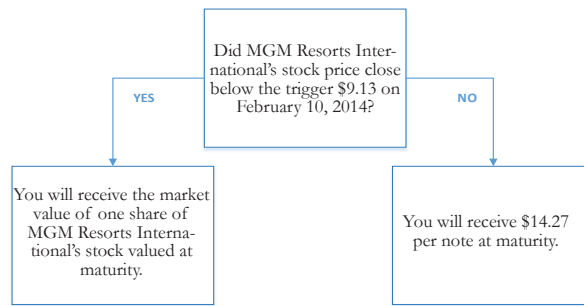 Did MGM Resorts Inter-
national's stock price close
below the trigger $9.13 on
February 10, 2014?
YES
NO
You will receive the market
value of one share of
MGM Resorts Interna-
tional's stock valued at
maturity.
You will receive $14.27
per note at maturity.